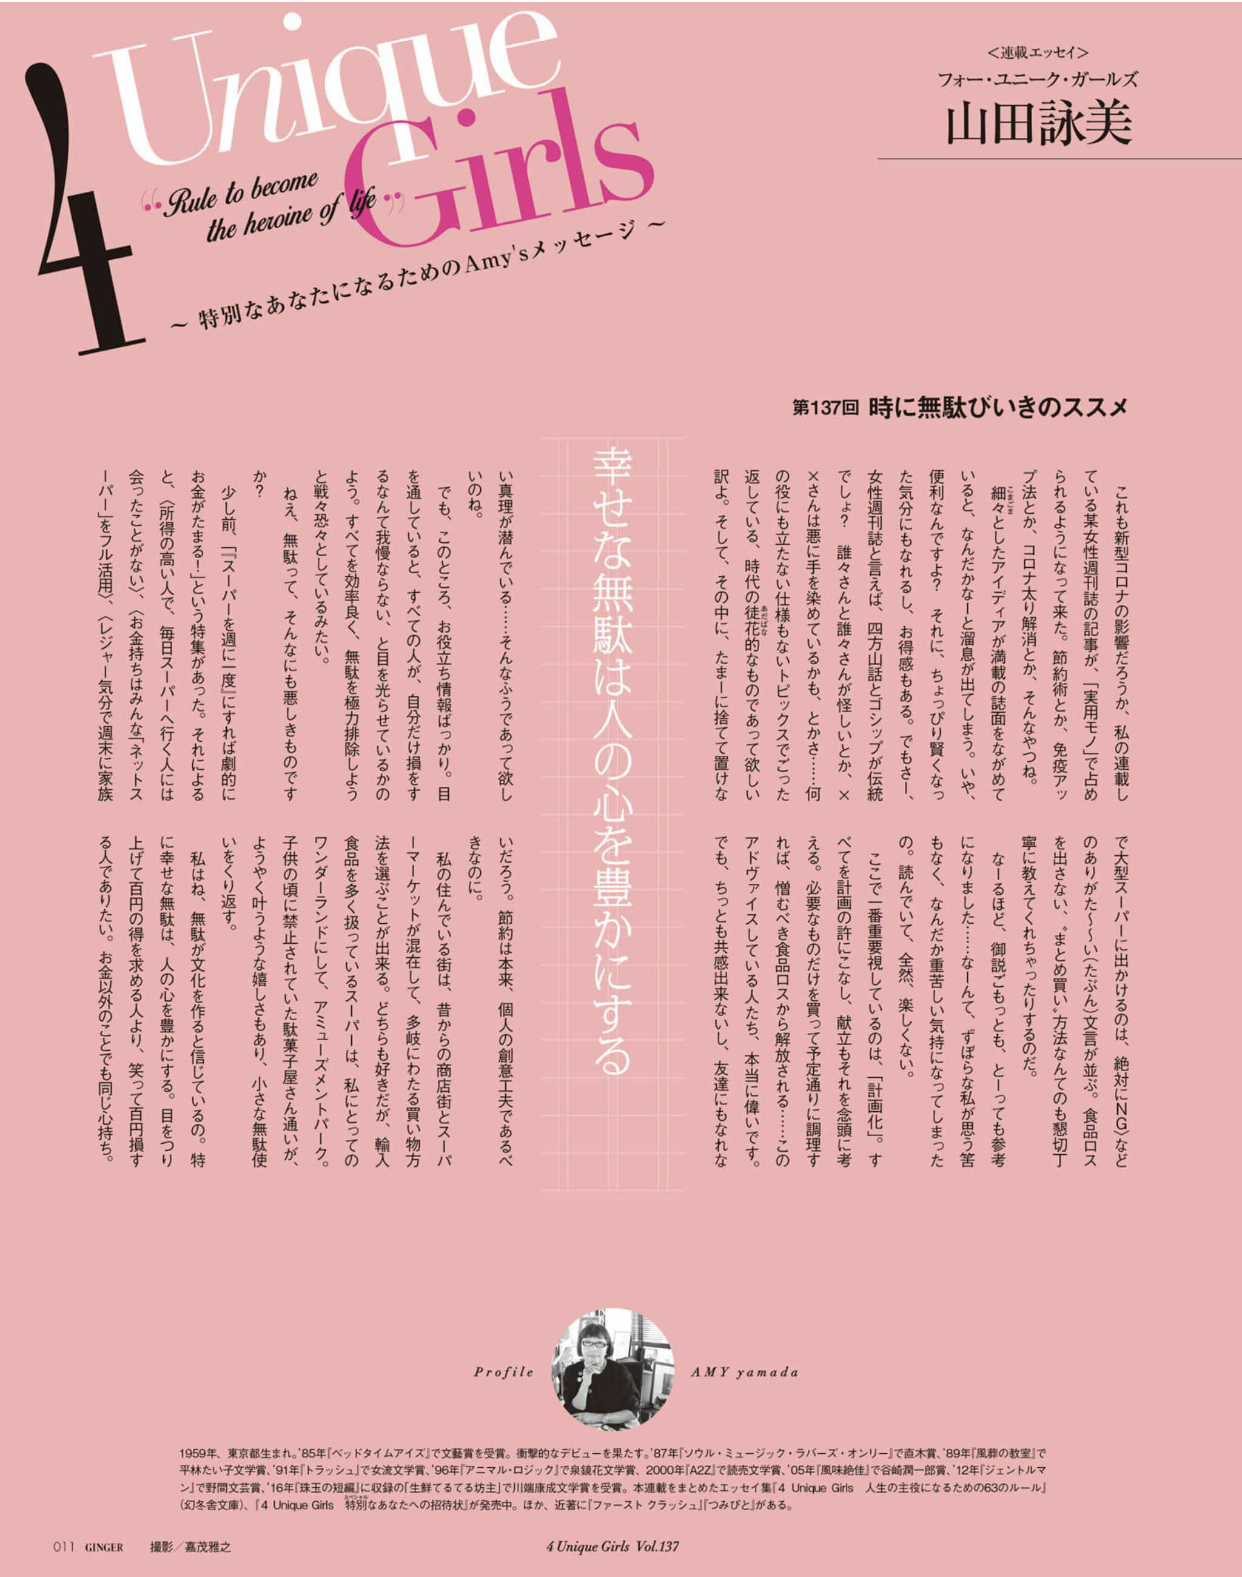 4 Unique Girls
"Rule to become
the heroine of life"
～ 特別なあなたになるためのAmy'sメッセージ ～
＜連載エッセイ＞
フォー・ユニーク・ガールズ
山田詠美
第137回 時に無駄びいきのススメ
これも新型コロナの影響だろうか、私の連載し
ている某女性週刊誌の記事が、「実用モノ」で占め
られるようになって来た。節約術とか、免疫アッ
プ法とか、コロナ太り解消とか、そんなやつね。
細々としたアイディアが満載の誌面をながめて
いると、なんだかなーと溜息が出てしまう。いや、
便利なんですよ？　それに、ちょっぴり賢くなっ
た気分にもなれるし、お得感もある。でもさー、
女性週刊誌と言えば、四方山話とゴシップが伝統
でしょ？　誰々さんと誰々さんが怪しいとか、×
×さんは悪に手を染めているかも、とかさ……何
の役にも立たない仕様もないトピックスでごった
返している、時代の徒花的なものであって欲しい
訳よ。そして、その中に、たまーに捨てて置けな
い真理が潜んでいる……そんなふうであって欲し
いのね。
でも、このところ、お役立ち情報ばっかり。目
を通していると、すべての人が、自分だけ損をす
るなんて我慢ならない、と目を光らせているかの
よう。すべてを効率良く、無駄を極力排除しよう
と戦々恐々としているみたい。
ねえ、無駄って、そんなにも悪しきものです
か？
少し前、「『スーパーを週に一度』にすれば劇的に
お金がたまる！」という特集があった。それによる
と、〈所得の高い人で、毎日スーパーへ行く人には
会ったことがない〉、〈お金持ちはみんな「ネットス
ーパー」をフル活用〉、〈レジャー気分で週末に家族
で大型スーパーに出かけるのは、絶対にNG〉など
のありがた～～い（たぶん）文言が並ぶ。食品ロス
を出さない、〝まとめ買い〟方法なんてのも懇切丁
寧に教えてくれちゃったりするのだ。
なーるほど、御説ごもっとも、とーっても参考
になりました……なーんて、ずぼらな私が思う筈
もなく、なんだか重苦しい気持になってしまった
の。読んでいて、全然、楽しくない。
ここで一番重要視しているのは、「計画化」。す
べてを計画の許にこなし、献立もそれを念頭に考
える。必要なものだけを買って予定通りに調理す
れば、憎むべき食品ロスから解放される……この
アドヴァイスしている人たち、本当に偉いです。
でも、ちっとも共感出来ないし、友達にもなれな
いだろう。節約は本来、個人の創意工夫であるべ
きなのに。
私の住んでいる街は、昔からの商店街とスーパ
ーマーケットが混在して、多岐にわたる買い物方
法を選ぶことが出来る。どちらも好きだが、輸入
食品を多く扱っているスーパーは、私にとっての
ワンダーランドにして、アミューズメントパーク。
子供の頃に禁止されていた駄菓子屋さん通いが、
ようやく叶うような嬉しさもあり、小さな無駄使
いをくり返す。
私はね、無駄が文化を作ると信じているの。特
に幸せな無駄は、人の心を豊かにする。目をつり
上げて百円の得を求める人より、笑って百円損す
る人でありたい。お金以外のことでも同じ心持ち。
幸せな無駄は人の心を豊かにする
こまごま
あだばな
Profile
AMY yamada
1959年、東京都生まれ。'85年『ベッドタイムアイズ』で文藝賞を受賞。衝撃的なデビューを果たす。'87年『ソウル・ミュージック・ラバーズ・オンリー』で直木賞、'89年『風葬の教室』で
平林たい子文学賞、'91年『トラッシュ』で女流文学賞、'96年『アニマル・ロジック』で泉鏡花文学賞、2000年『A2Z』で読売文学賞、'05年『風味絶佳』で谷崎潤一郎賞、'12年『ジェントルマ
ン』で野間文芸賞、'16年『珠玉の短編』に収録の「生鮮てるてる坊主」で川端康成文学賞を受賞。本連載をまとめたエッセイ集『4 Unique Girls　人生の主役になるための63のルール』
（幻冬舎文庫）、『4 Unique Girls　特別なあなたへの招待状』が発売中。ほか、近著に『ファースト クラッシュ』『つみびと』がある。
スペシャル
011 GINGER 撮影／嘉茂雅之
4 Unique Girls Vol.137